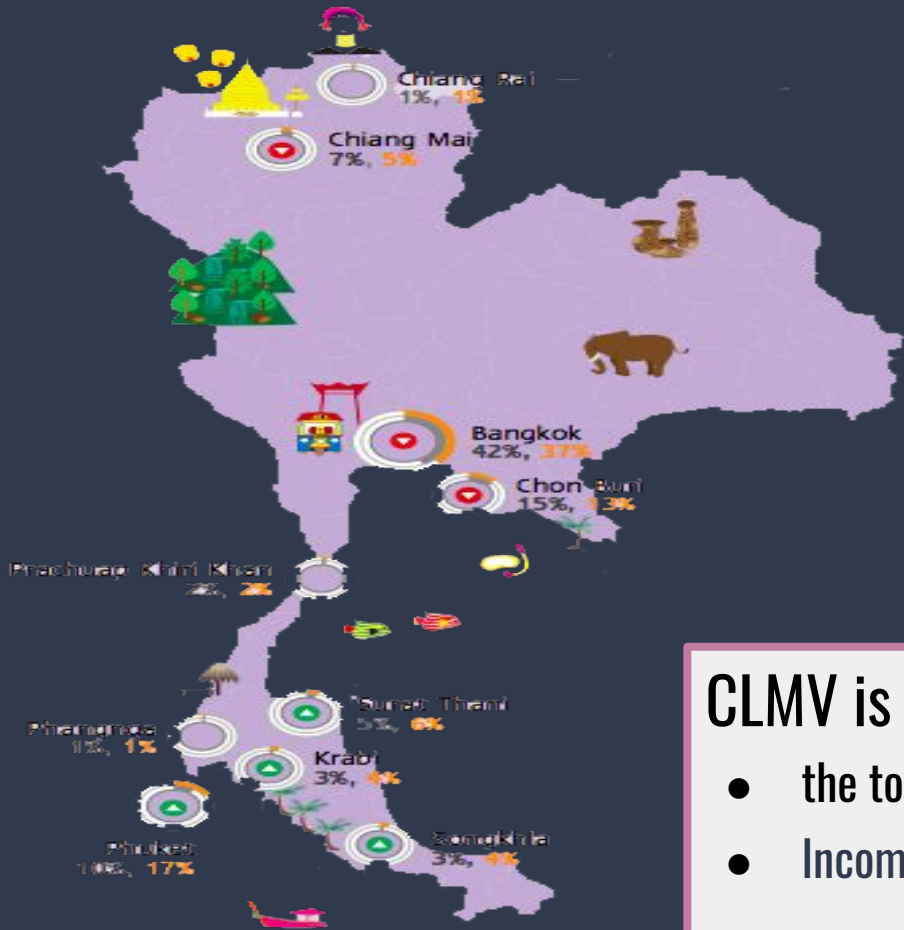 Chiang Rai
1%, 1%
Chiang Mai
7%, 5%
Bangkok
42%, 37%
Chon Buri
15%, 13%
Prachuap Khiri Khan
2%, 2%
Surat Thani
5%, 6%
Phangnga
1%, 1%
Krabi
3%, 4%
Phuket
10%, 17%
Songkhla
3%, 4%
CLMV is
● the to
● Incom